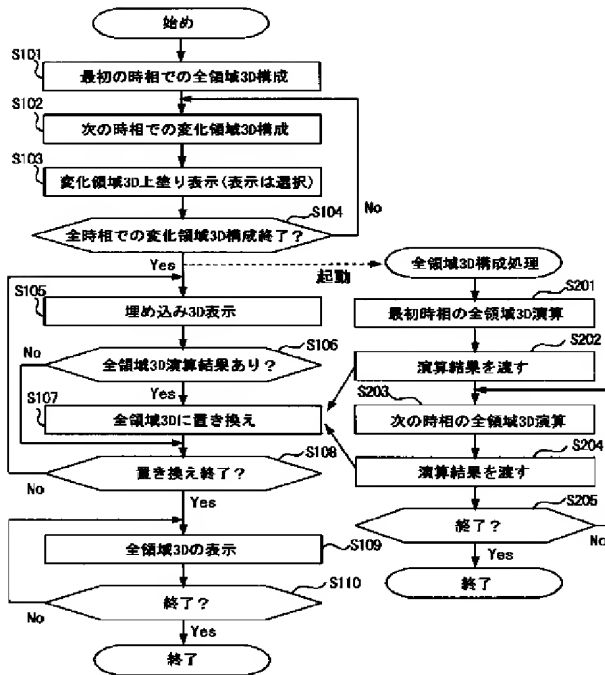 始め
S101
最初の時相での全領域3D構成
S102
次の時相での変化領域3D構成
S103
変化領域3D上塗り表示(表示は選択)
S104
全時相での変化領域3D構成終了?
No
Yes
起動
S105
埋め込み3D表示
S106
全領域3D演算結果あり?
No
Yes
S107
全領域3Dに置き換え
S108
置き換え終了?
No
Yes
S109
全領域3Dの表示
S110
終了?
No
Yes
終了
全領域3D構成処理
S201
最初時相の全領域3D演算
S202
演算結果を渡す
S203
次の時相の全領域3D演算
S204
演算結果を渡す
S205
終了?
No
Yes
終了